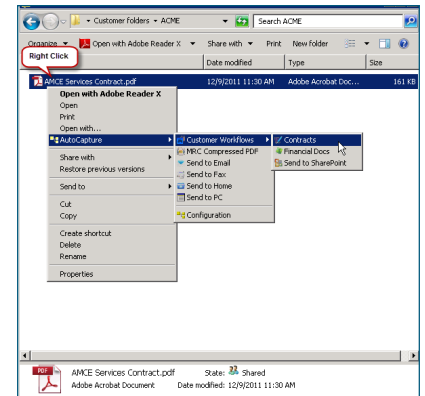 Customer folders ▸ ACME
Search ACME
Organize
Open with Adobe Reader X
Share with
Print
New folder
Right Click
Date modified
Type
Size
AMCE Services Contract.pdf
12/9/2011 11:30 AM
Adobe Acrobat Doc...
161 KB
Open with Adobe Reader X
Open
Print
Open with...
AutoCapture
Share with
Restore previous versions
Send to
Cut
Copy
Create shortcut
Delete
Rename
Properties
Customer Workflows
MRC Compressed PDF
Send to Email
Send to Fax
Send to Home
Send to PC
Configuration
Contracts
Financial Docs
Send to SharePoint
PDF
AMCE Services Contract.pdf
State: Shared
Adobe Acrobat Document
Date modified: 12/9/2011 11:30 AM